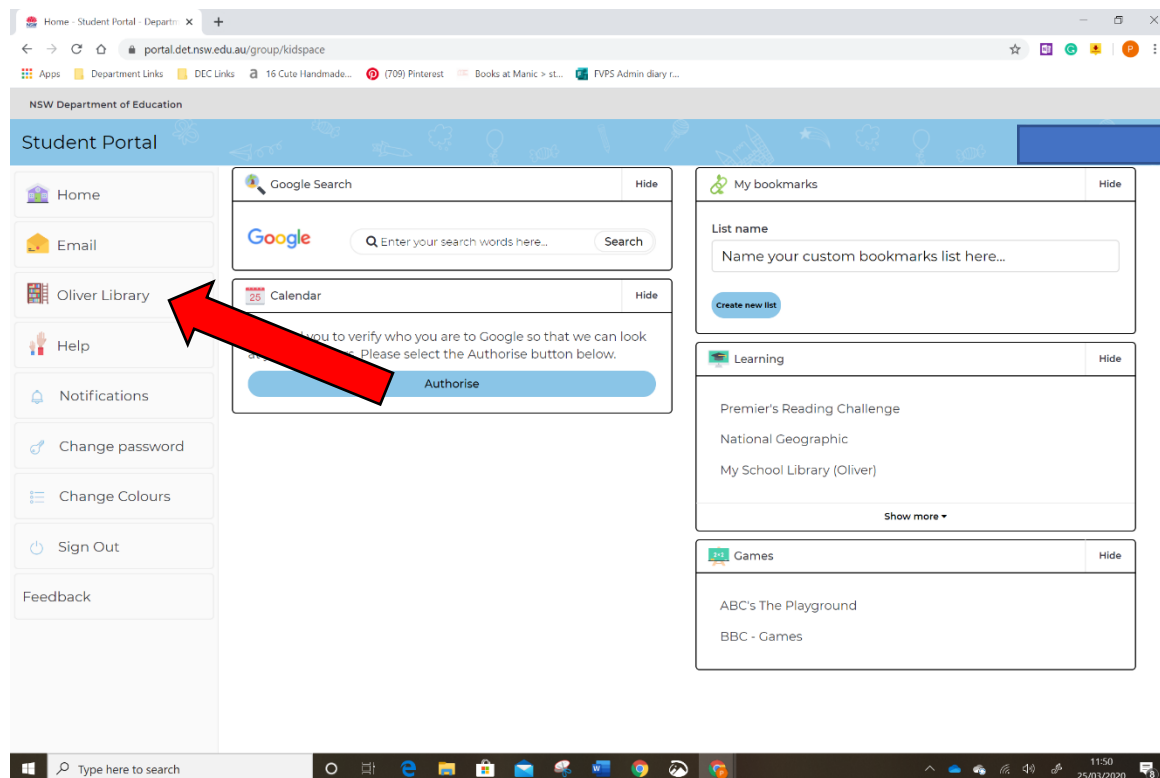 Home - Student Portal - Departm
portal.det.nsw.edu.au/group/kidspace
Apps
Department Links
DEC Links
16 Cute Handmade...
(709) Pinterest
Books at Manic > st...
FVPS Admin diary r...
NSW Department of Education
Student Portal
Home
Email
Oliver Library
Help
Notifications
Change password
Change Colours
Sign Out
Feedback
Google Search
Hide
Google
Enter your search words here...
Search
25
Calendar
Hide
you to verify who you are to Google so that we can look
Please select the Authorise button below.
Authorise
My bookmarks
Hide
List name
Name your custom bookmarks list here...
Create new list
Learning
Hide
Premier's Reading Challenge
National Geographic
My School Library (Oliver)
Show more
Games
Hide
ABC's The Playground
BBC - Games
Type here to search
11:50
25/03/2020